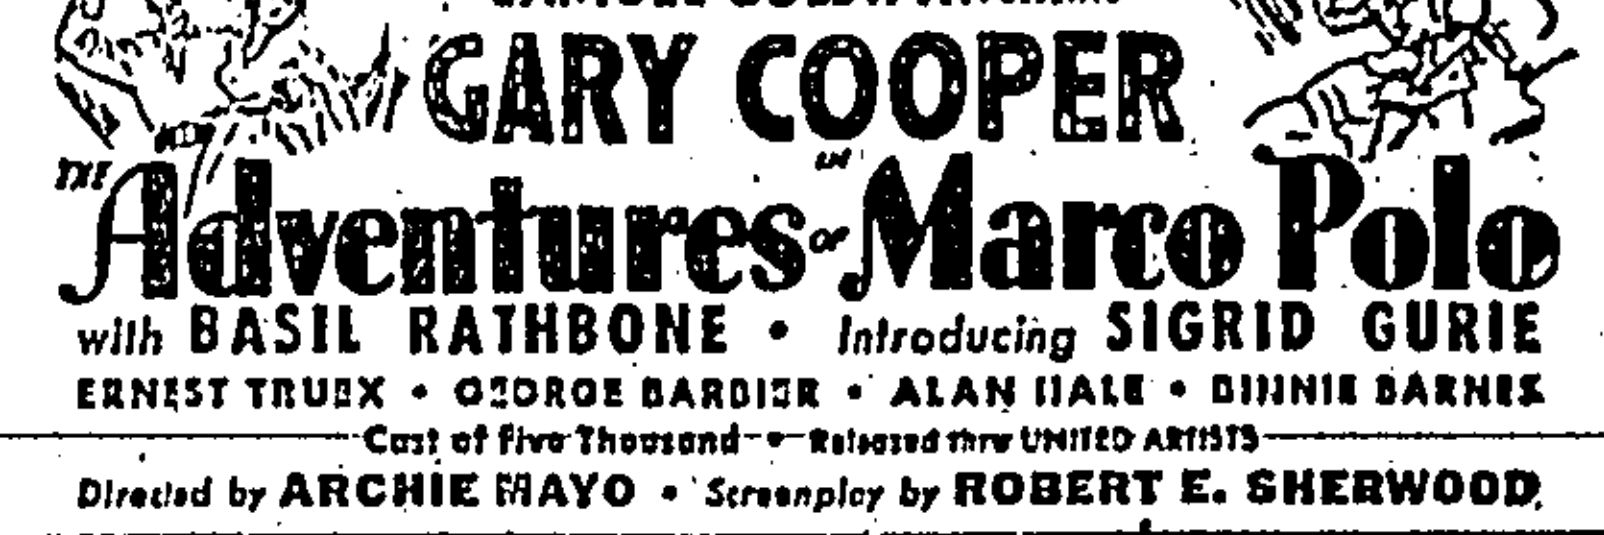 GARY COOPER
IN
THE Adventures OF Marco Polo
with BASIL RATHBONE • Introducing SIGRID GURIE
ERNEST TRUEX • GEORGE BARBIER • ALAN HALE • BINNIE BARNES
Cast of Five Thousand • Released thru UNITED ARTISTS
Directed by ARCHIE MAYO • Screenplay by ROBERT E. SHERWOOD